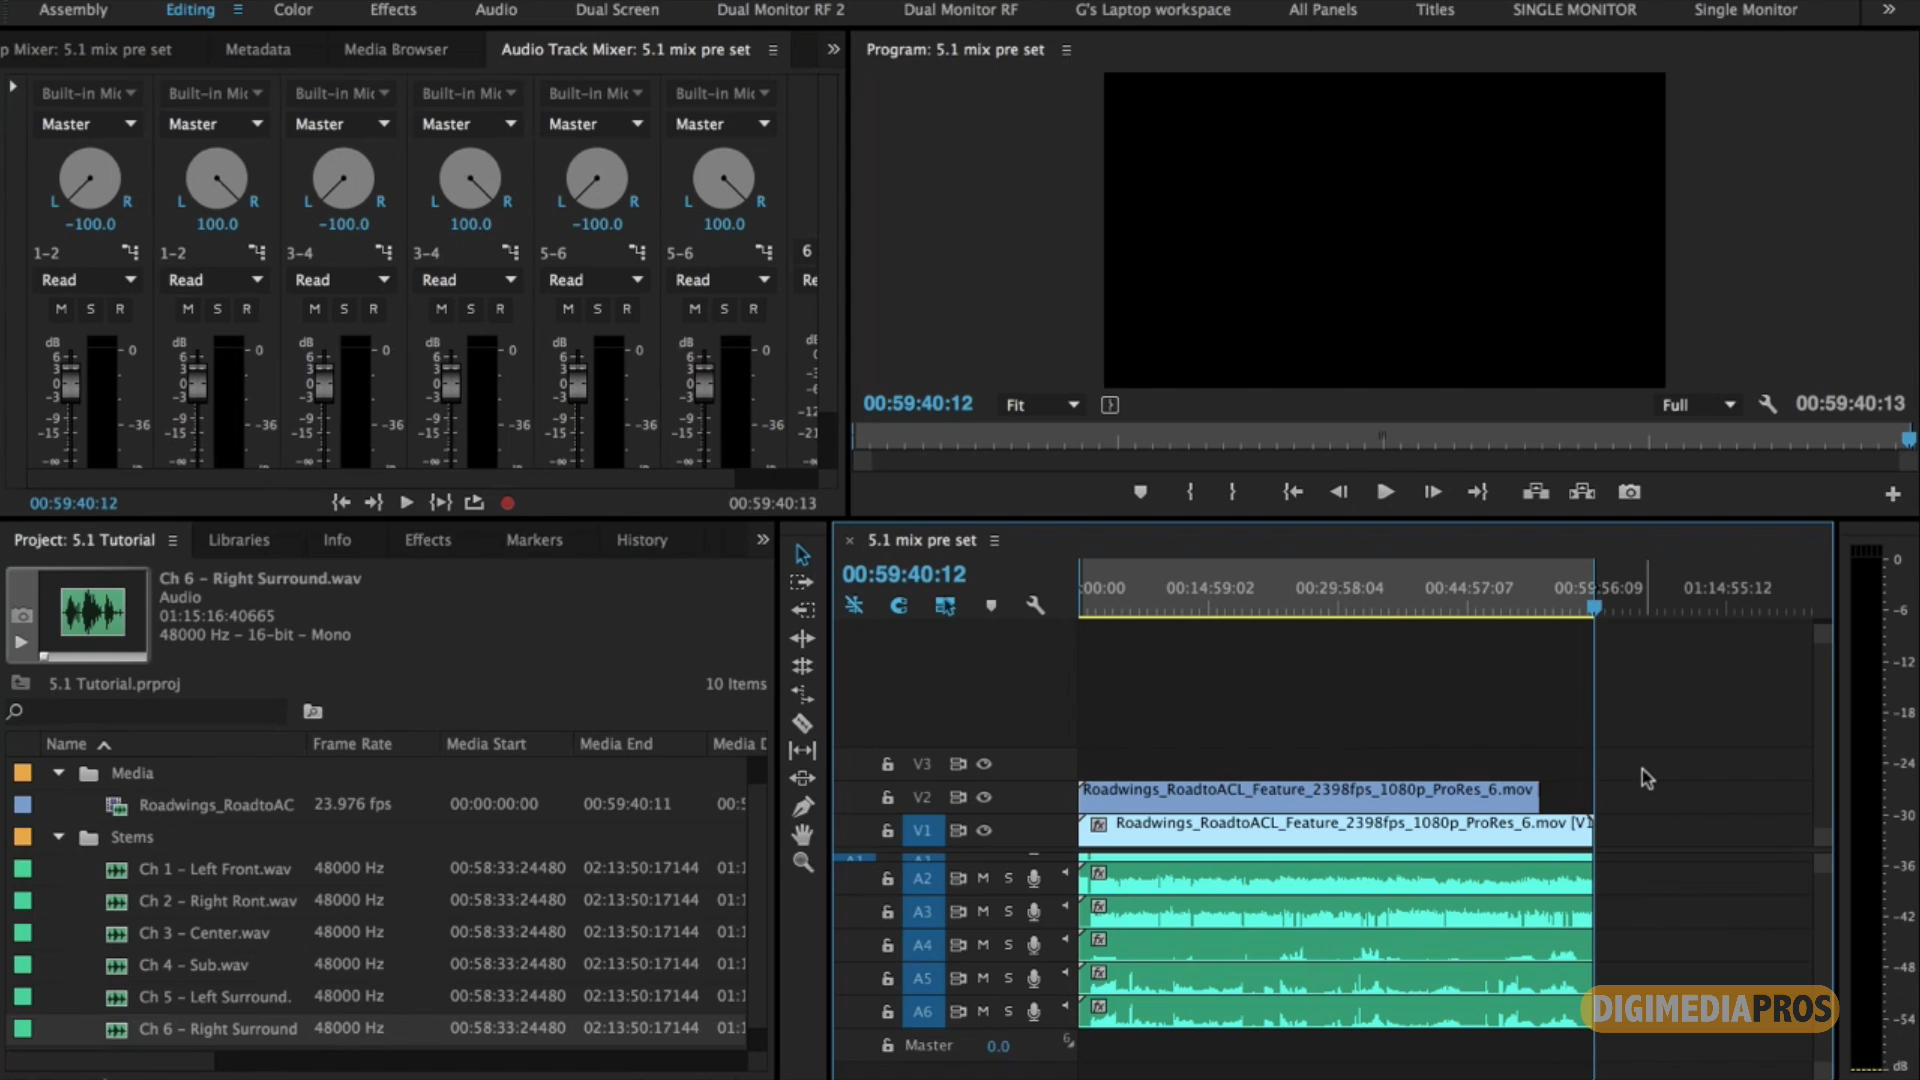 Assembly Editing Color Effects Audio Dual Screen Dual Monitor RF 2 Dual Monitor RF G's Laptop workspace All Panels Titles SINGLE MONITOR Single Monitor
p Mixer: 5.1 mix pre set Metadata Media Browser Audio Track Mixer: 5.1 mix pre set
Built-in Mic Built-in Mic Built-in Mic Built-in Mic Built-in Mic Built-in Mic
Master Master Master Master Master Master
L R L R L R L R L R L R
-100.0 100.0 -100.0 100.0 -100.0 100.0
1-2 1-2 3-4 3-4 5-6 5-6 6
Read Read Read Read Read Read Re
M S R M S R M S R M S R M S R M S R
dB dB dB dB dB dB dB
6 0 6 0 6 0 6 0 6 0 6 0
3 3 3 3 3 3
0 0 0 0 0 0
-3 -3 -3 -3 -3 -3
-9 -36 -9 -36 -9 -36 -9 -36 -9 -36 -9 -36
-15 -15 -15 -15 -15 -15
-∞ -∞ -∞ -∞ -∞ -∞
00:59:40:12 00:59:40:13
Program: 5.1 mix pre set
00:59:40:12 Fit Full 00:59:40:13
Project: 5.1 Tutorial Libraries Info Effects Markers History
Ch 6 - Right Surround.wav
Audio
01:15:16:40665
48000 Hz - 16-bit - Mono
5.1 Tutorial.prproj 10 Items
Name Frame Rate Media Start Media End Media D
Media
Roadwings_RoadtoAC 23.976 fps 00:00:00:00 00:59:40:11 00:5
Stems
Ch 1 - Left Front.wav 48000 Hz 00:58:33:24480 02:13:50:17144 01:1
Ch 2 - Right Ront.wav 48000 Hz 00:58:33:24480 02:13:50:17144 01:1
Ch 3 - Center.wav 48000 Hz 00:58:33:24480 02:13:50:17144 01:1
Ch 4 - Sub.wav 48000 Hz 00:58:33:24480 02:13:50:17144 01:1
Ch 5 - Left Surround. 48000 Hz 00:58:33:24480 02:13:50:17144 01:1
Ch 6 - Right Surround 48000 Hz 00:58:33:24480 02:13:50:17144 01:1
5.1 mix pre set
00:59:40:12
:00:00 00:14:59:02 00:29:58:04 00:44:57:07 00:59:56:09 01:14:55:12
V3
V2 Roadwings_RoadtoACL_Feature_2398fps_1080p_ProRes_6.mov
V1 fx Roadwings_RoadtoACL_Feature_2398fps_1080p_ProRes_6.mov [V]
A1 A1
A2 M S fx
A3 M S fx
A4 M S fx
A5 M S fx
A6 M S fx
Master 0.0 6
0
-6
-12
-18
-24
-30
-36
-42
-48
-54
dB
DIGIMEDIAPROS